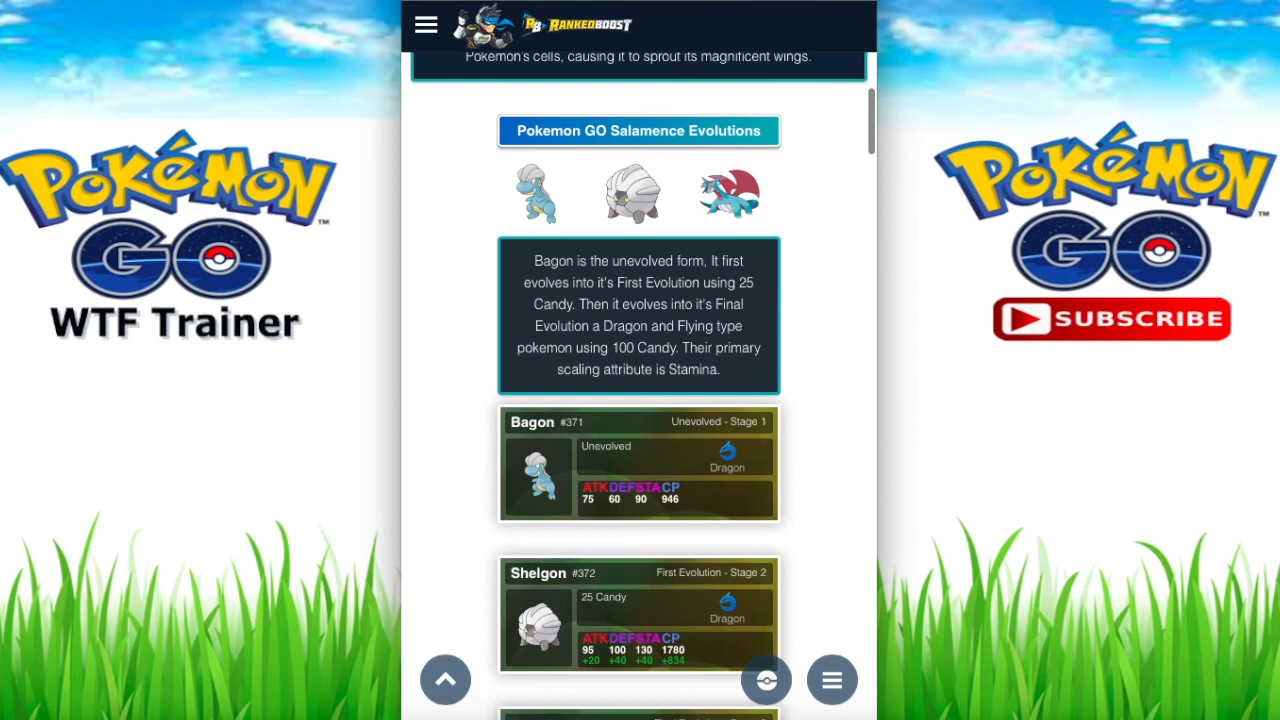 RB RANKEDBOOST
Pokemon's cells, causing it to sprout its magnificent wings.
Pokemon GO Salamence Evolutions
Bagon is the unevolved form, It first
evolves into it's First Evolution using 25
Candy. Then it evolves into it's Final
Evolution a Dragon and Flying type
pokemon using 100 Candy. Their primary
scaling attribute is Stamina.
Bagon #371 Unevolved - Stage 1
Unevolved
Dragon
ATK DEF STA CP
75 60 90 946
Shelgon #372 First Evolution - Stage 2
25 Candy
Dragon
ATK DEF STA CP
95 100 130 1780
+20 +40 +40 +834
POKÉMON™
GO
WTF Trainer
POKÉMON™
GO
SUBSCRIBE